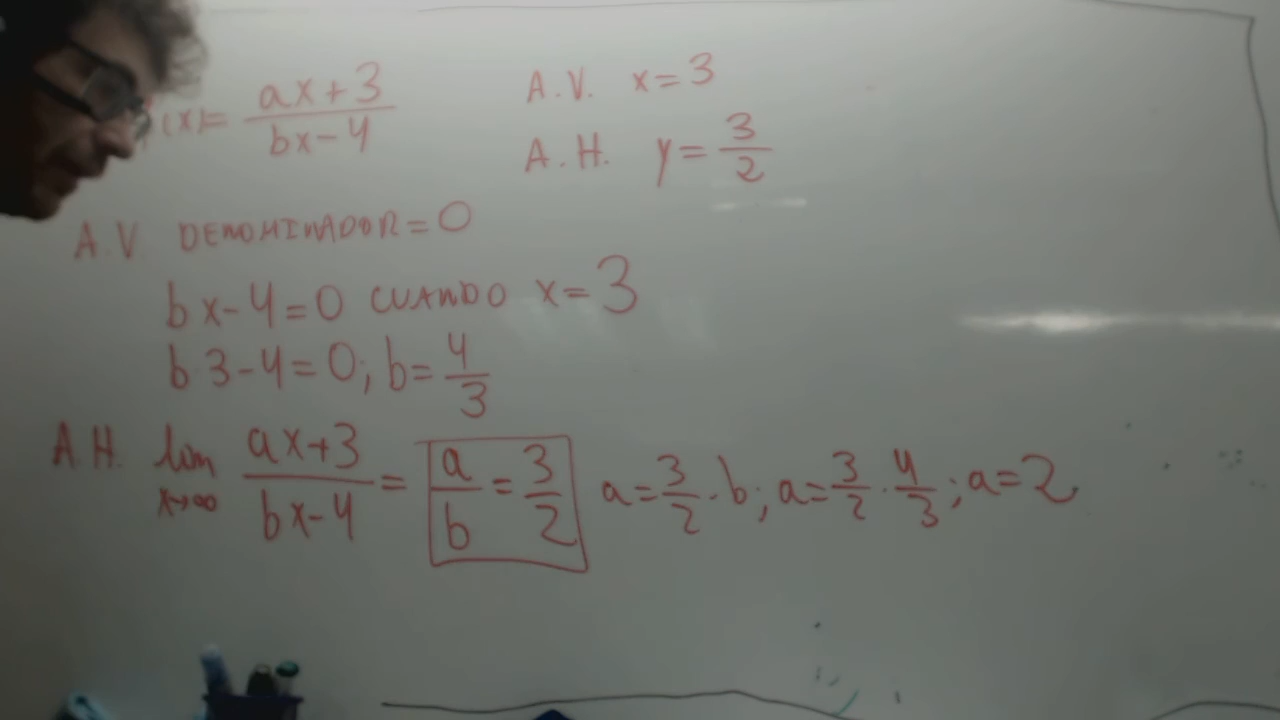 f(x)= ax+3 / bx-4 A.V. x=3
A.H. y= 3/2
A.V. DENOMINADOR=0
bx-4=0 CUANDO x=3
b3-4=0; b= 4/3
A.H. lim x→∞ ax+3 / bx-4 = a/b = 3/2 a= 3/2 · b; a= 3/2 · 4/3; a=2